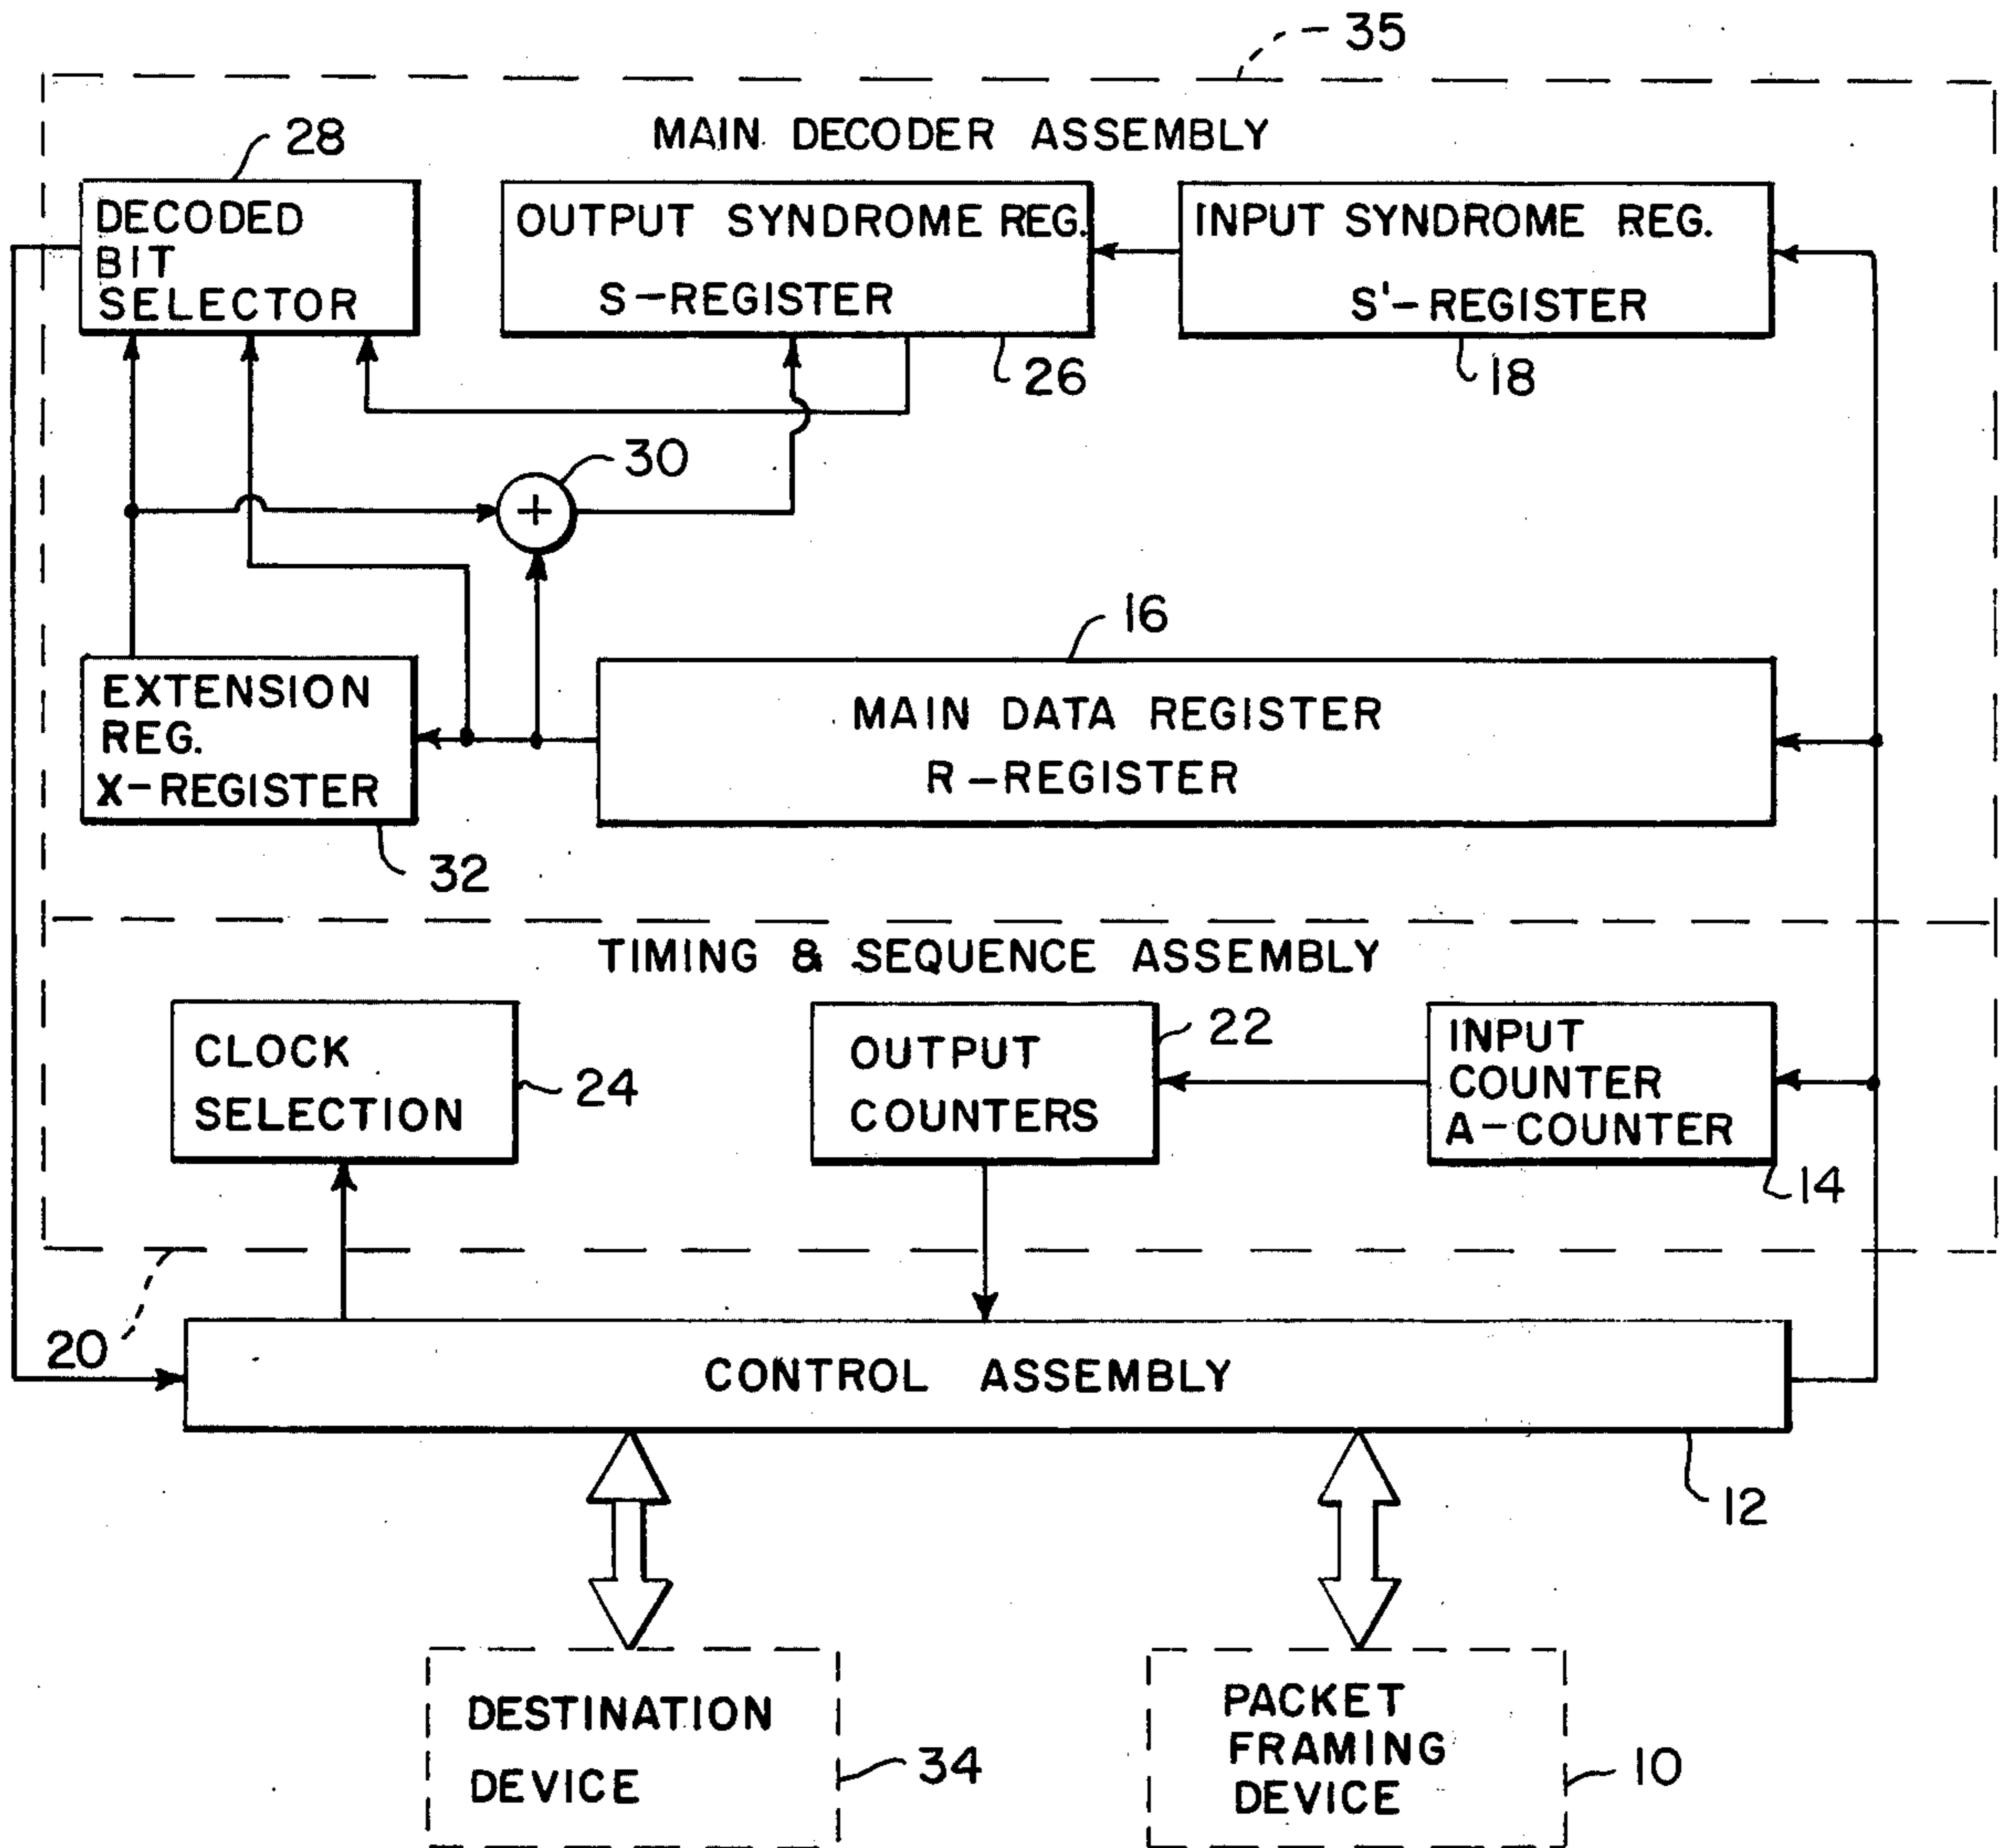 35
MAIN DECODER ASSEMBLY
28
DECODED
BIT
SELECTOR
OUTPUT SYNDROME REG.
S-REGISTER
26
INPUT SYNDROME REG.
S'-REGISTER
18
30
+
16
EXTENSION
REG.
X-REGISTER
32
MAIN DATA REGISTER
R-REGISTER
TIMING & SEQUENCE ASSEMBLY
CLOCK
SELECTION
24
OUTPUT
COUNTERS
22
INPUT
COUNTER
A-COUNTER
14
20
CONTROL ASSEMBLY
12
DESTINATION
DEVICE
34
PACKET
FRAMING
DEVICE
10